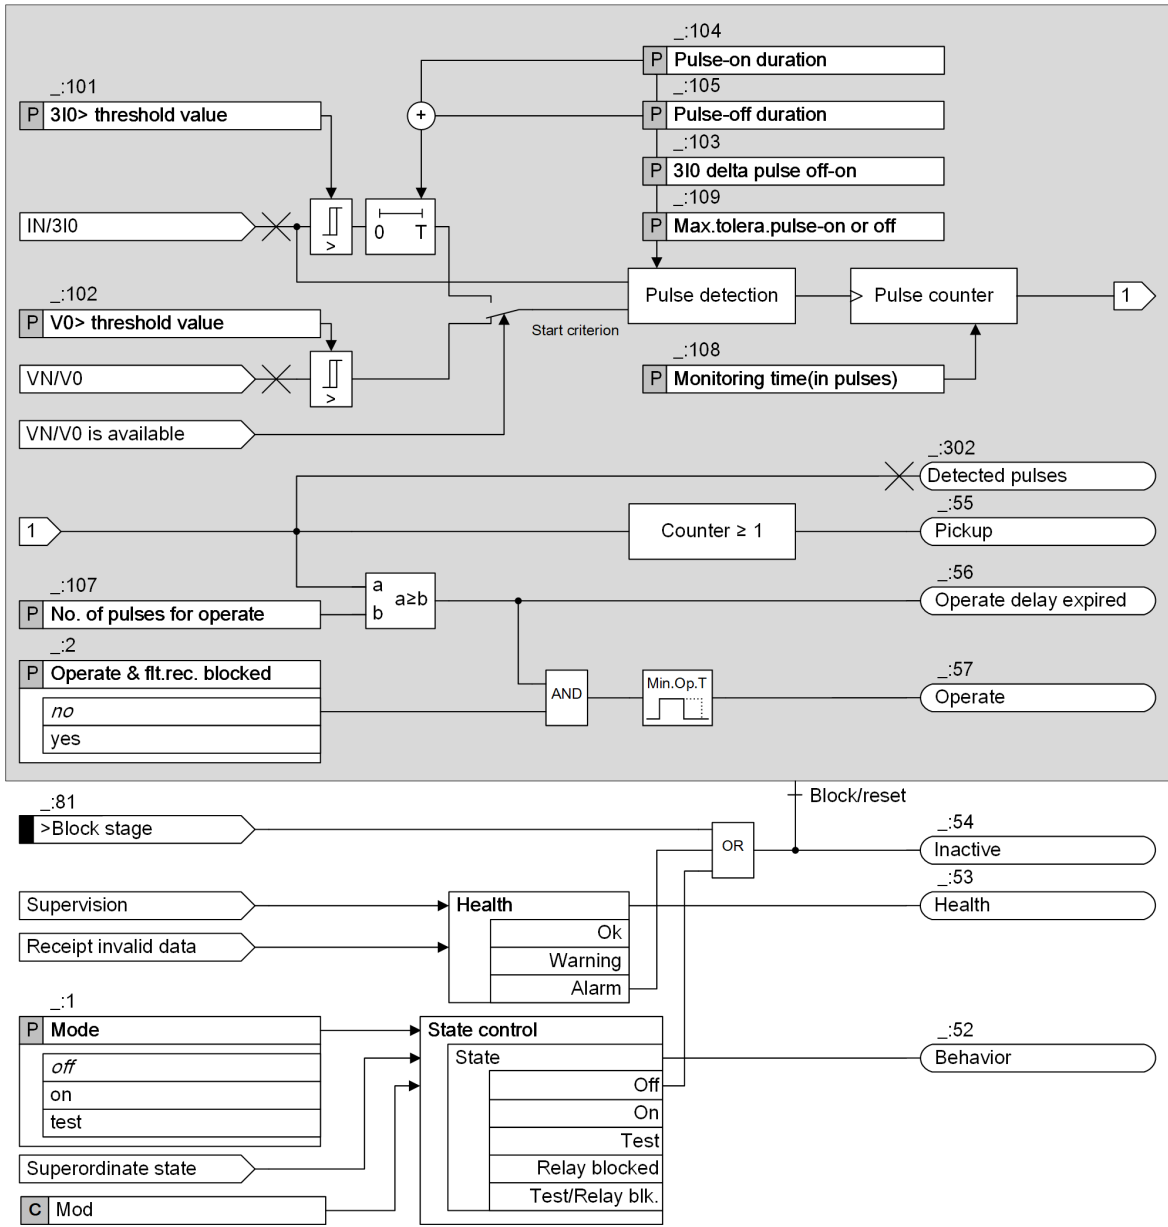 _:104
P Pulse-on duration
_:101
_:105
P 3I0> threshold value
+
P Pulse-off duration
_:103
P 3I0 delta pulse off-on
_:109
IN/3I0
>
0 T
P Max.tolera.pulse-on or off
_:102
Pulse detection
Pulse counter
1
P V0> threshold value
Start criterion
_:108
VN/V0
>
P Monitoring time(in pulses)
VN/V0 is available
_:302
Detected pulses
_:55
1
Counter ≥ 1
Pickup
_:107
a
b
a≥b
_:56
P No. of pulses for operate
Operate delay expired
_:2
P Operate & flt.rec. blocked
no
yes
AND
Min.Op.T
_:57
Operate
Block/reset
_:81
>Block stage
OR
_:54
Inactive
_:53
Supervision
Health
Health
Receipt invalid data
Ok
Warning
Alarm
_:1
P Mode
off
on
test
State control
State
_:52
Behavior
Off
On
Test
Superordinate state
Relay blocked
C Mod
Test/Relay blk.